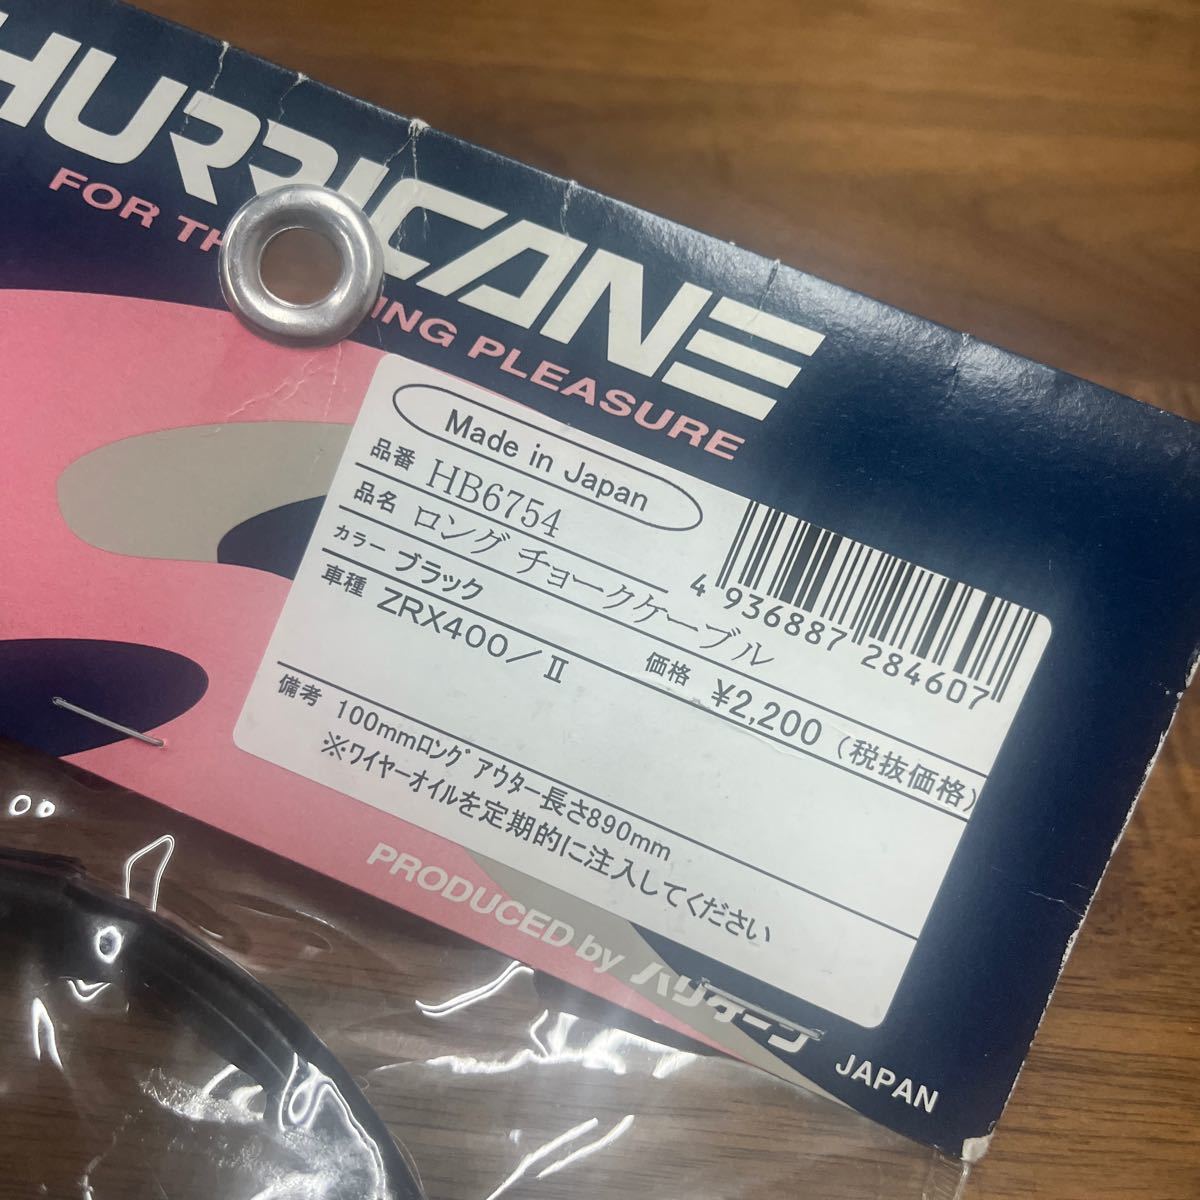 HURRICANE
FOR TH ING PLEASURE
Made in Japan
品番 HB6754
品名 ロング チョークケーブル
カラー ブラック
価格 ¥2,200 (税抜価格)
車種 ZRX400/Ⅱ
備考 100mmロング アウター長さ890mm
※ワイヤーオイルを定期的に注入してください
4 936887 284607
PRODUCED by ハリケーン JAPAN